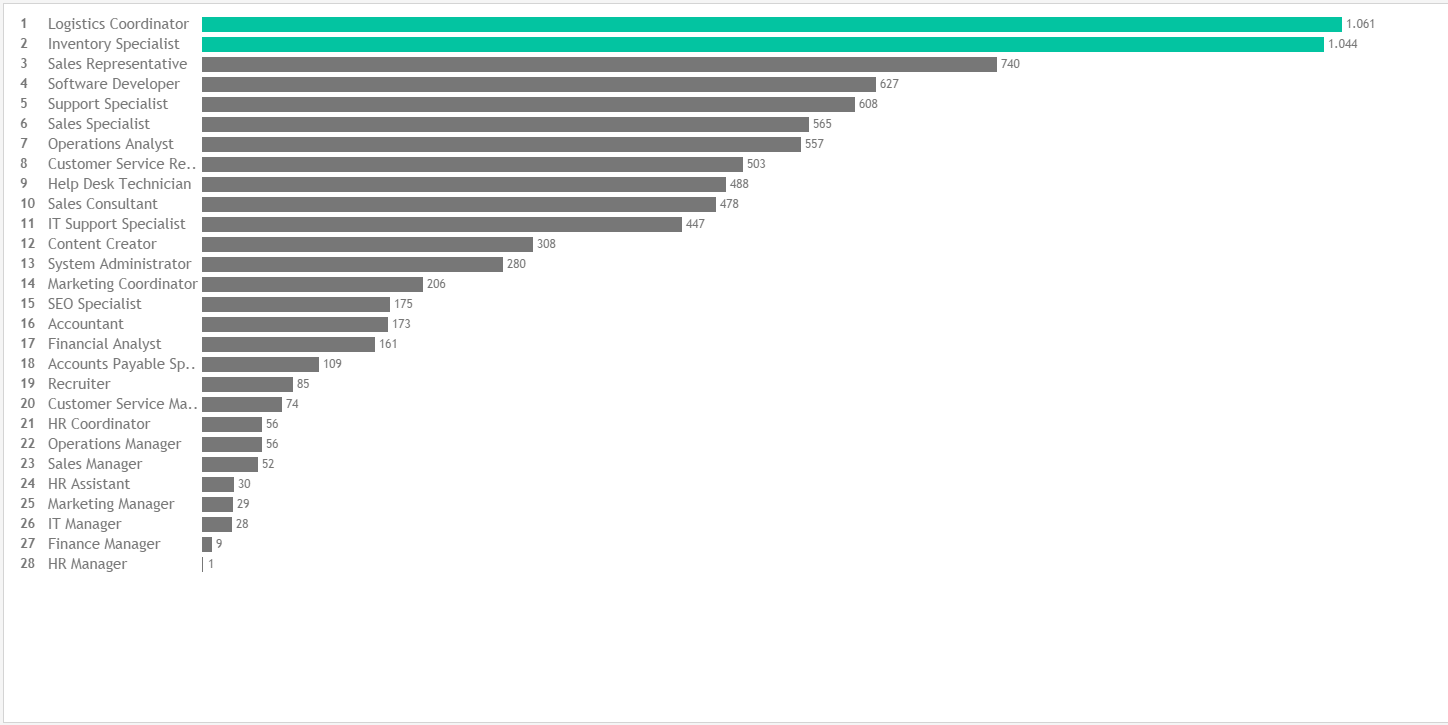 1 Logistics Coordinator 1.061
2 Inventory Specialist 1.044
3 Sales Representative 740
4 Software Developer 627
5 Support Specialist 608
6 Sales Specialist 565
7 Operations Analyst 557
8 Customer Service Re.. 503
9 Help Desk Technician 488
10 Sales Consultant 478
11 IT Support Specialist 447
12 Content Creator 308
13 System Administrator 280
14 Marketing Coordinator 206
15 SEO Specialist 175
16 Accountant 173
17 Financial Analyst 161
18 Accounts Payable Sp.. 109
19 Recruiter 85
20 Customer Service Ma.. 74
21 HR Coordinator 56
22 Operations Manager 56
23 Sales Manager 52
24 HR Assistant 30
25 Marketing Manager 29
26 IT Manager 28
27 Finance Manager 9
28 HR Manager 1